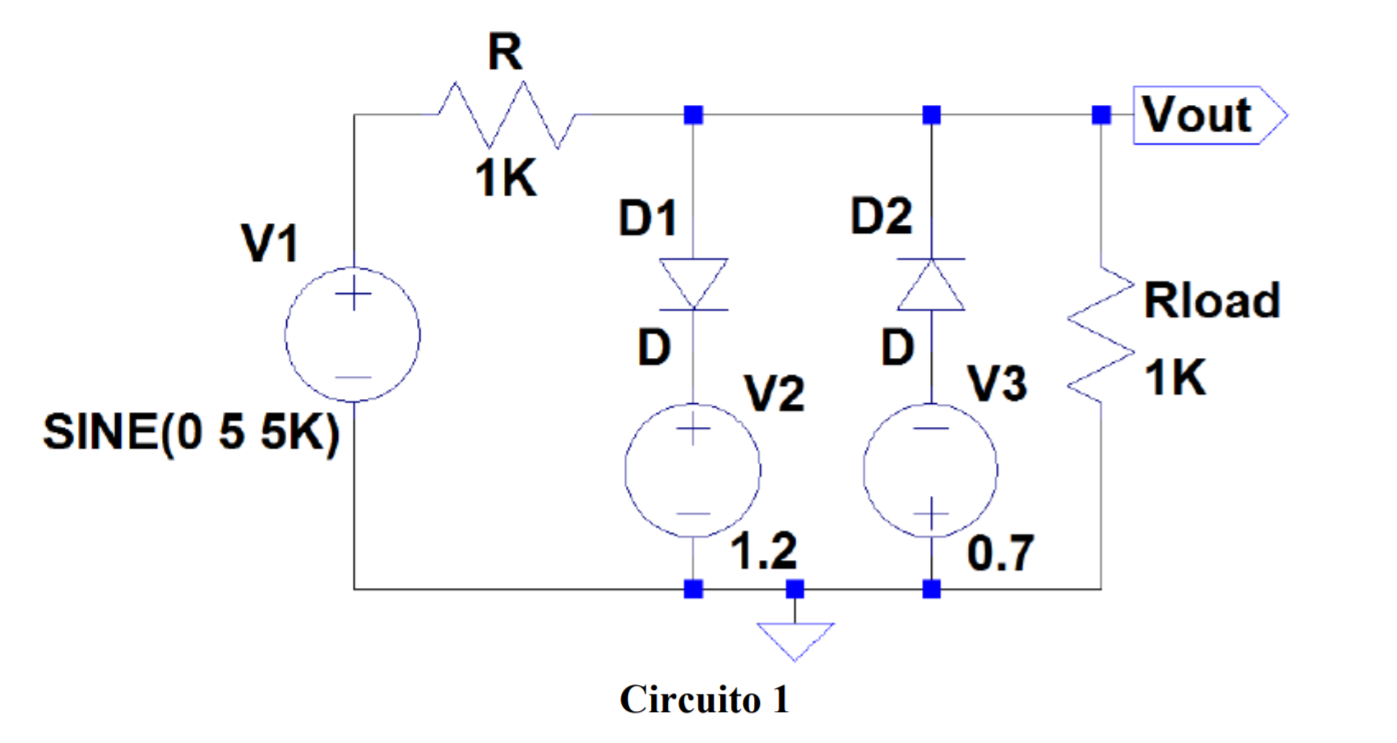 R
1K
Vout
D1
D2
V1
Rload
1K
D
D
V2
V3
SINE(0 5 5K)
1.2
0.7
Circuito 1